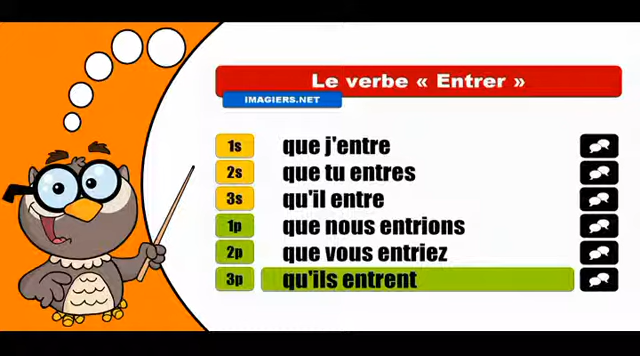 Le verbe « Entrer »
IMAGIERS.NET
1s que j'entre
2s que tu entres
3s qu'il entre
1p que nous entrions
2p que vous entriez
3p qu'ils entrent